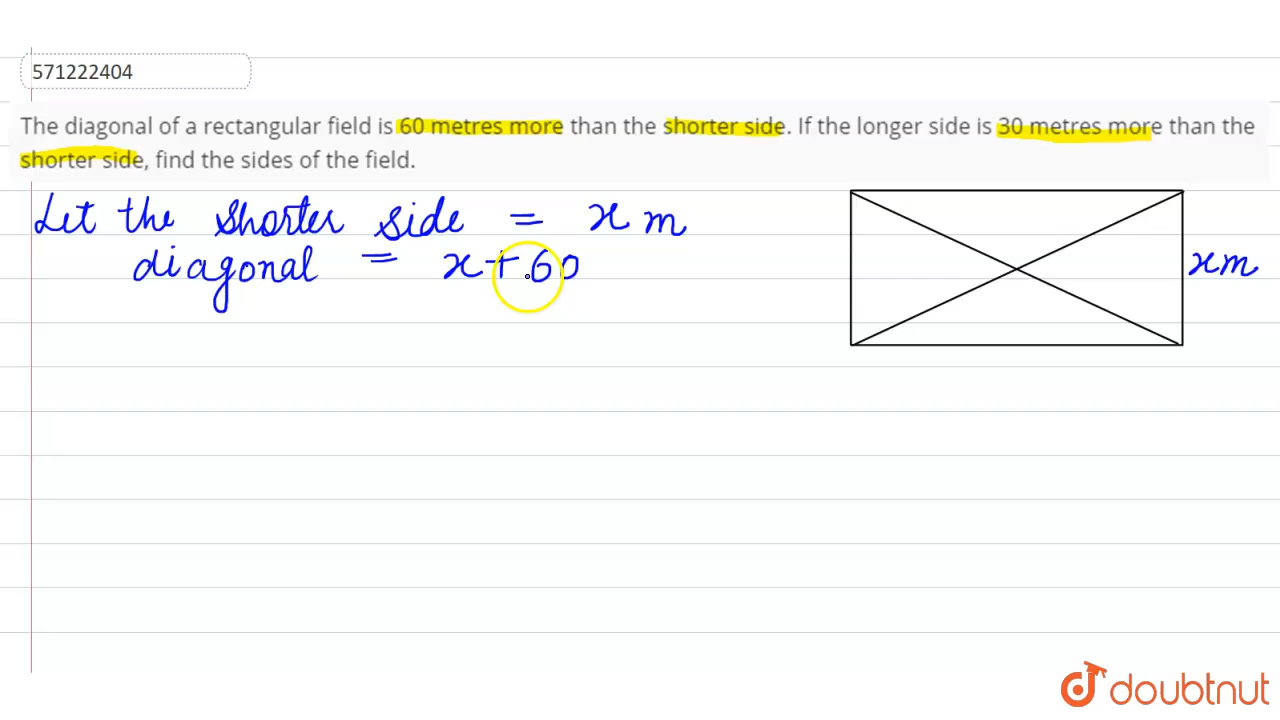 571222404
The diagonal of a rectangular field is 60 metres more than the shorter side. If the longer side is 30 metres more than the
shorter side, find the sides of the field.
Let the shorter side = x m
diagonal = x+60
xm
doubtnut